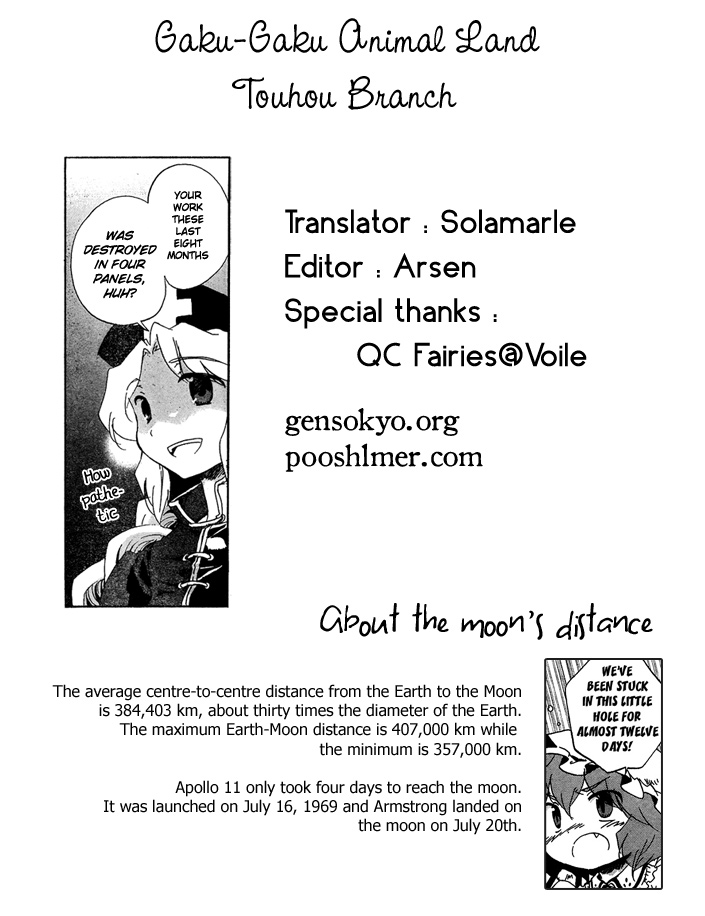 Gaku-Gaku Animal Land
Touhou Branch
YOUR
WORK
THESE
LAST
EIGHT
MONTHS
WAS
DESTROYED
IN FOUR
PANELS,
HUH?
How
pathe-
tic
Translator : Solamarle
Editor : Arsen
Special thanks :
QC Fairies@Voile
gensokyo.org
pooshlmer.com
About the moon's distance
The average centre-to-centre distance from the Earth to the Moon
is 384,403 km, about thirty times the diameter of the Earth.
The maximum Earth-Moon distance is 407,000 km while
the minimum is 357,000 km.
Apollo 11 only took four days to reach the moon.
It was launched on July 16, 1969 and Armstrong landed on
the moon on July 20th.
WE'VE
BEEN STUCK
IN THIS LITTLE
HOLE FOR
ALMOST TWELVE
DAYS!